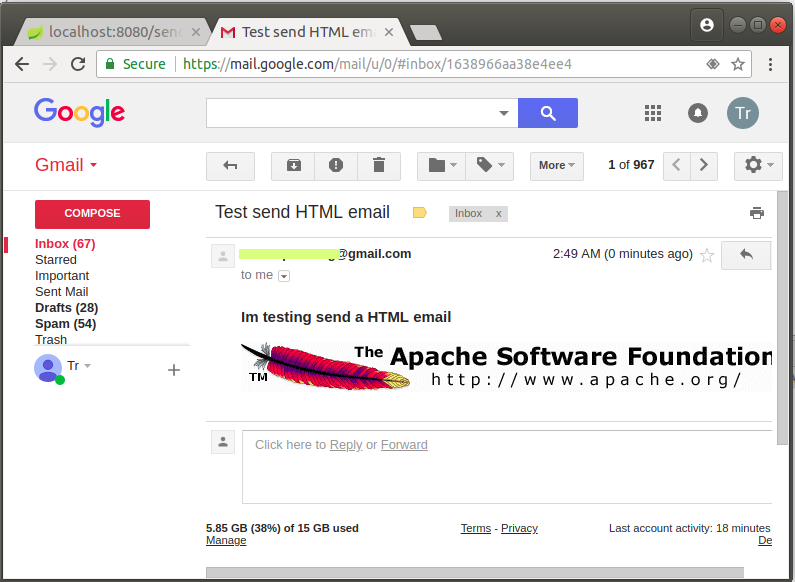 localhost:8080/send
Test send HTML ema
Secure https://mail.google.com/mail/u/0/#inbox/1638966aa38e4ee4
Google
Tr
Gmail
More
1 of 967
COMPOSE
Inbox (67)
Starred
Important
Sent Mail
Drafts (28)
Spam (54)
Trash
Tr
Test send HTML email
Inbox x
@gmail.com
2:49 AM (0 minutes ago)
to me
Im testing send a HTML email
The Apache Software Foundation
TM
http://www.apache.org/
Click here to Reply or Forward
5.85 GB (38%) of 15 GB used
Manage
Terms - Privacy
Last account activity: 18 minutes
De